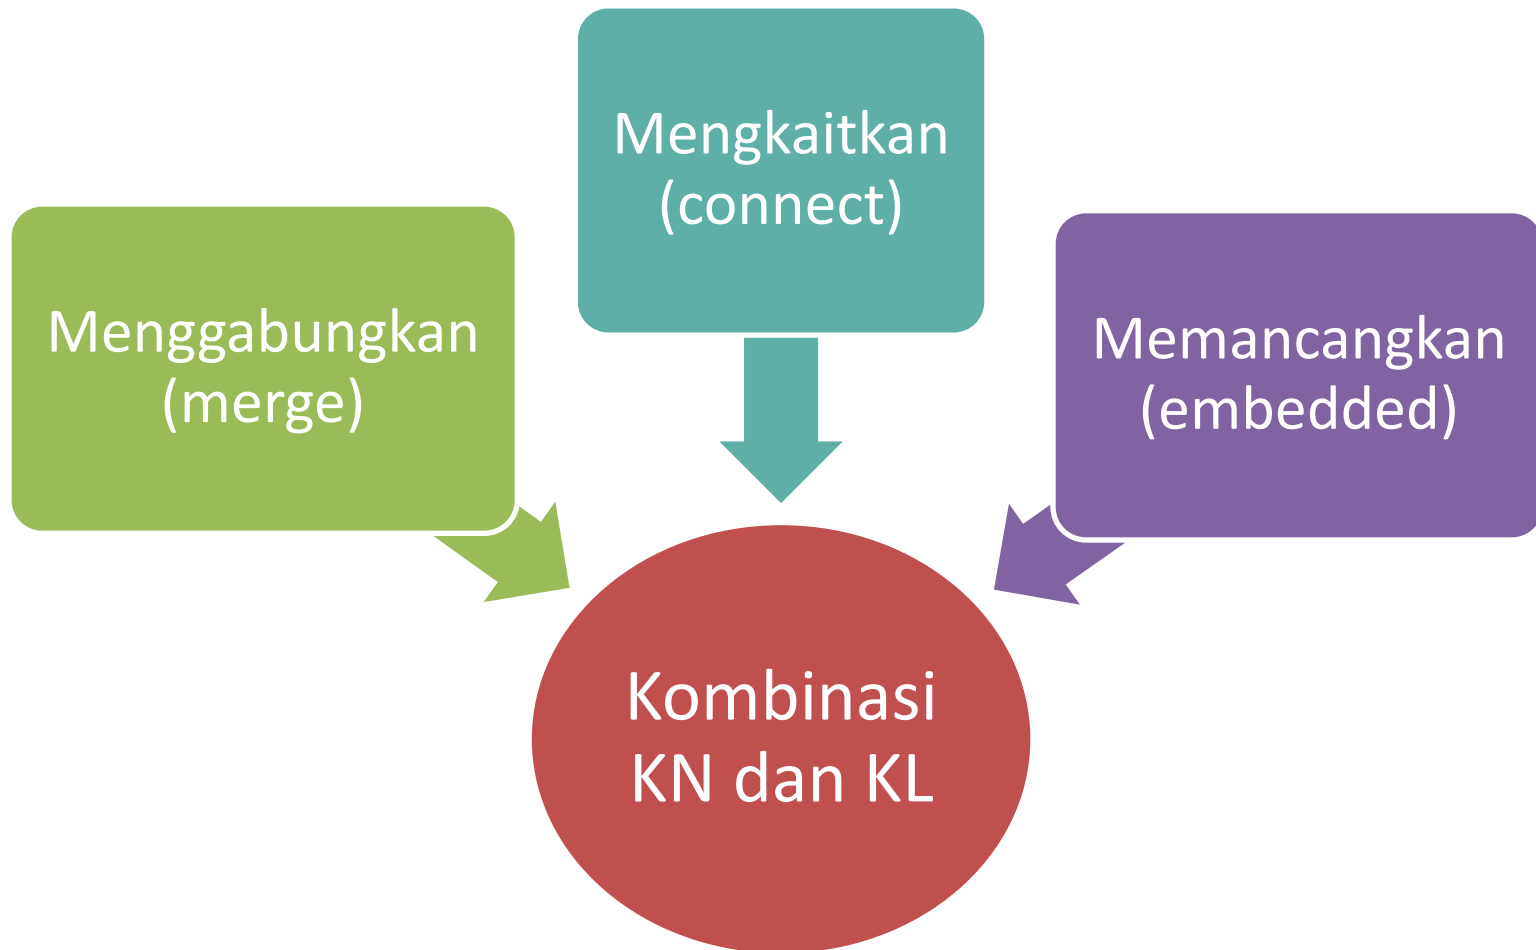 Mengkaitkan
(connect)
Menggabungkan
(merge)
Memancangkan
(embedded)
Kombinasi
KN dan KL